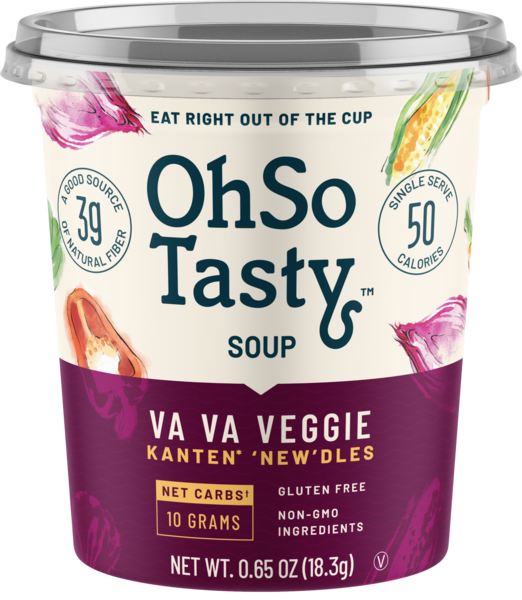 EAT RIGHT OUT OF THE CUP
A GOOD SOURCE
3g
OF NATURAL FIBER
SINGLE SERVE
50
CALORIES
OhSo
Tasty™
SOUP
VA VA VEGGIE
KANTEN* ‘NEW’DLES
NET CARBS†
10 GRAMS
GLUTEN FREE
NON-GMO
INGREDIENTS
NET WT. 0.65 OZ (18.3g)
V